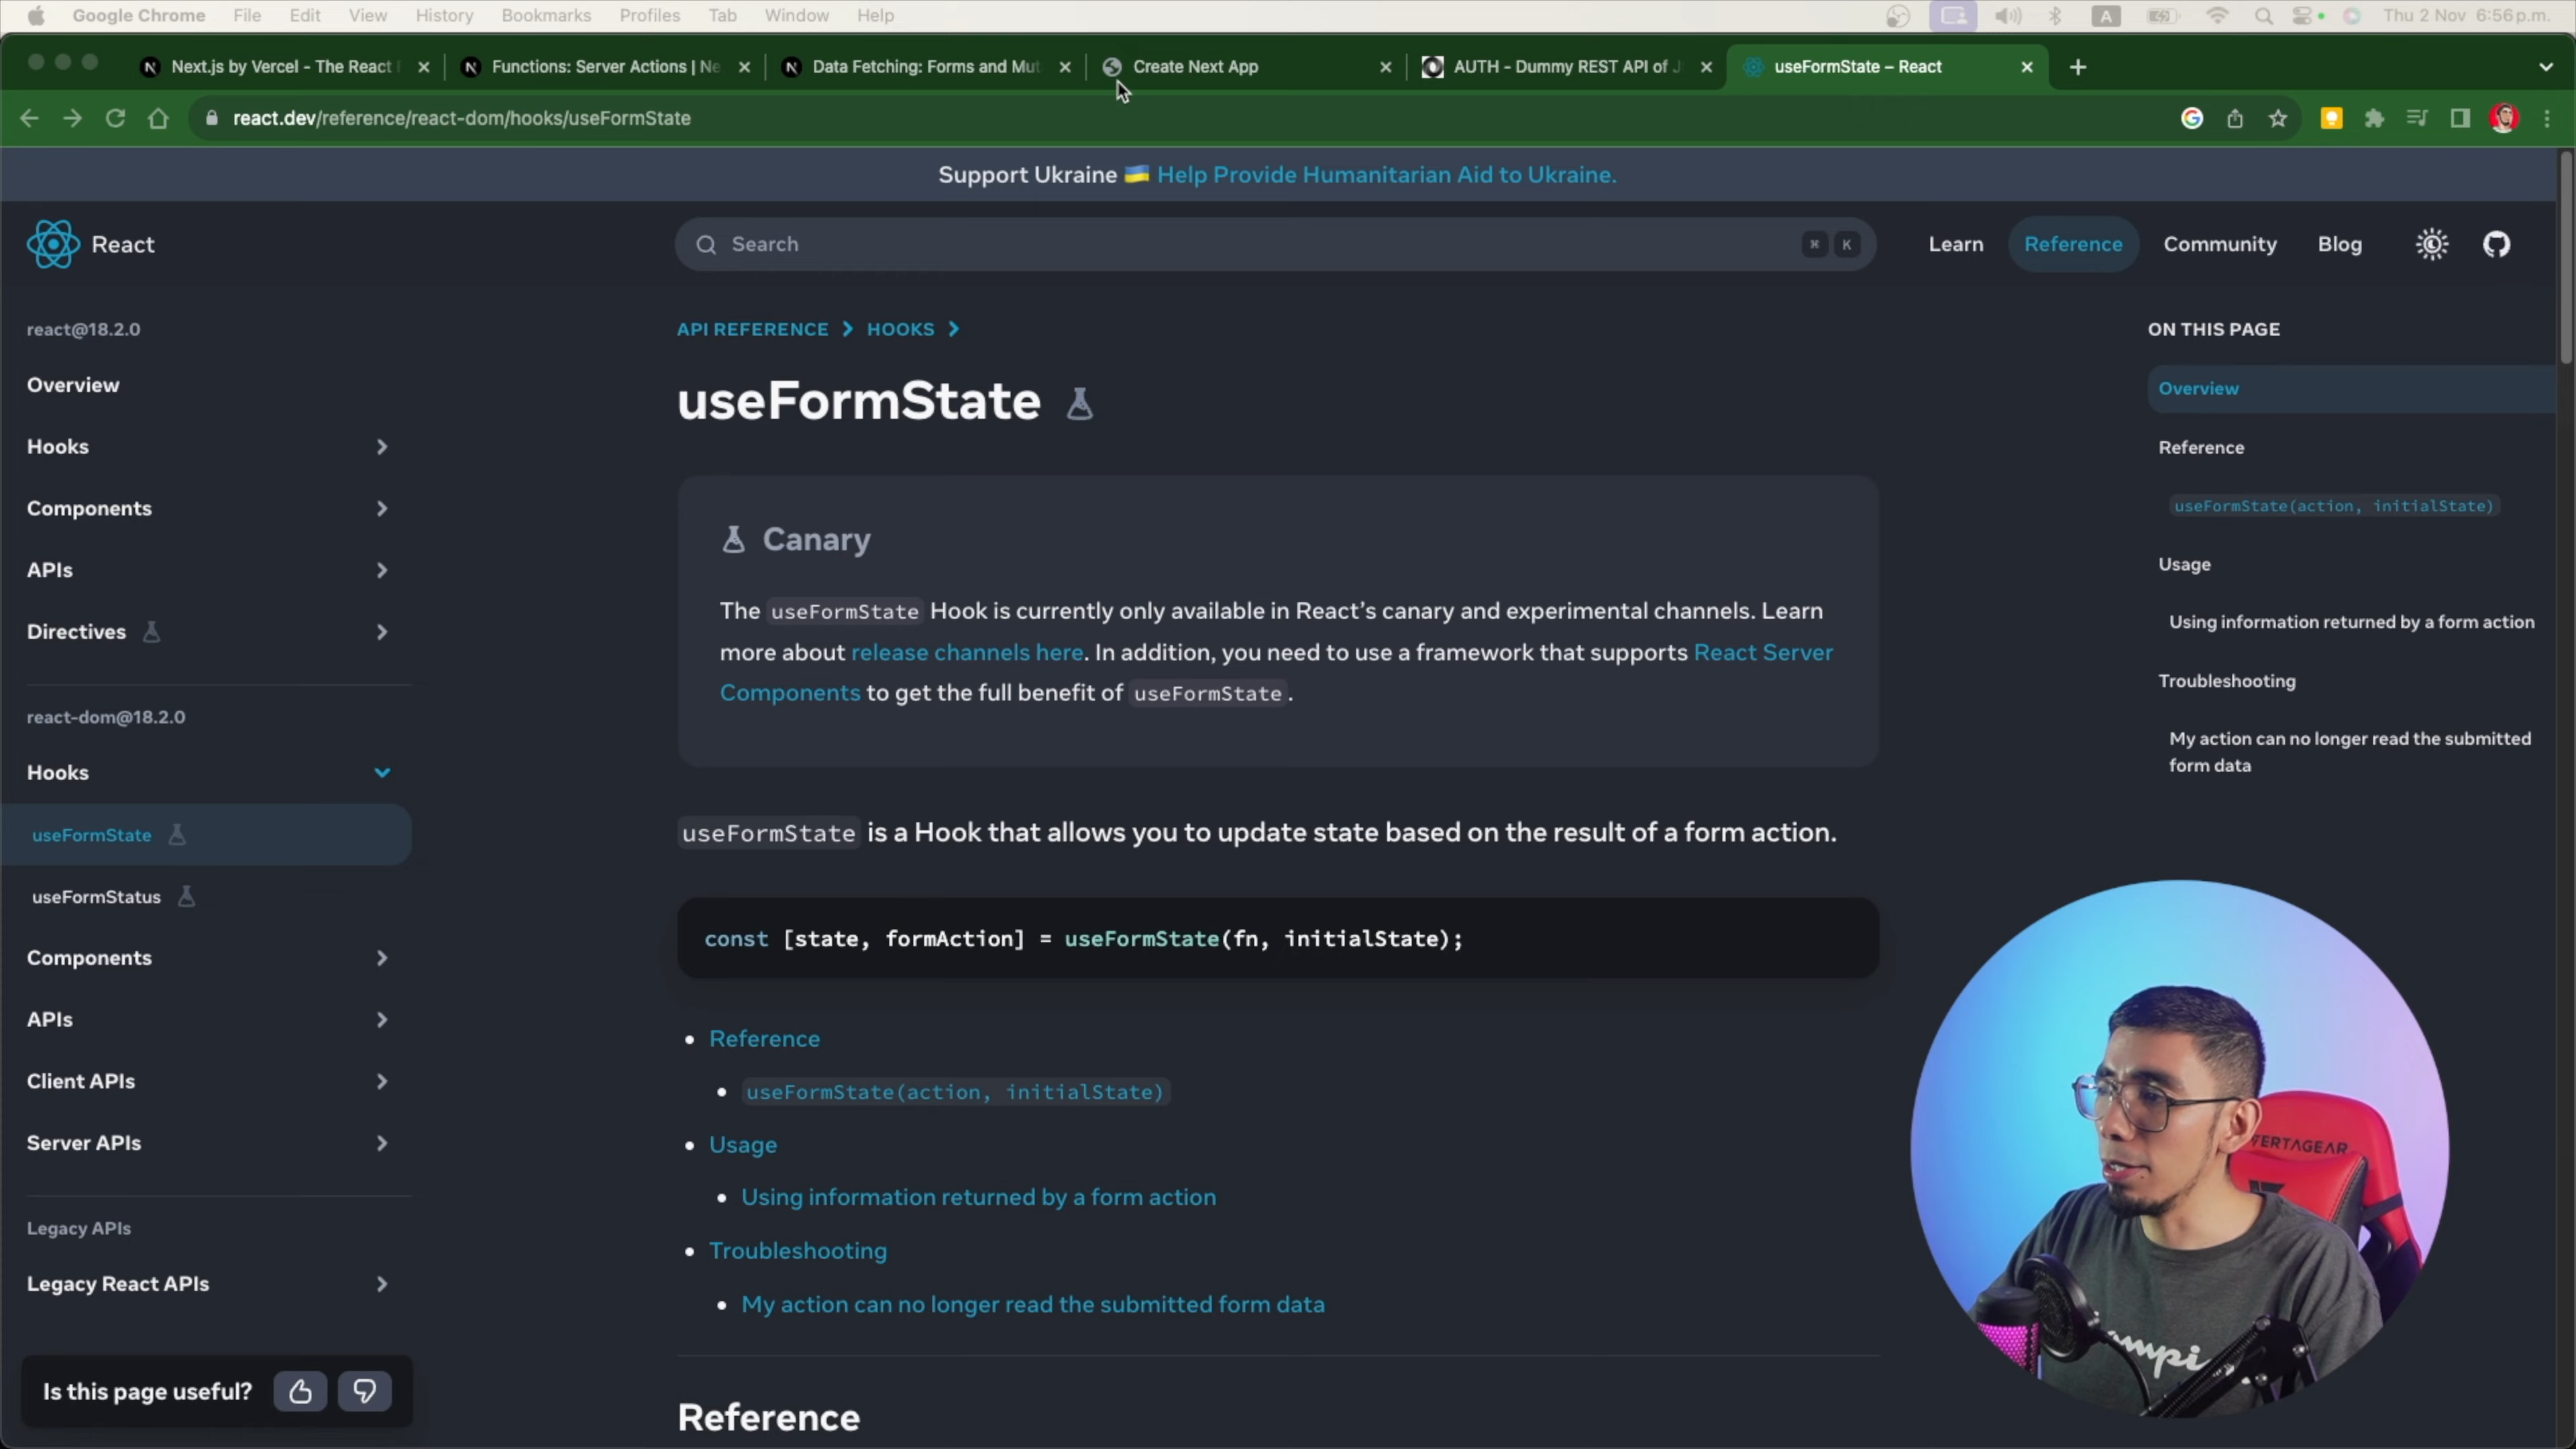 Google Chrome File Edit View History Bookmarks Profiles Tab Window Help
A
Thu 2 Nov 6:56 p.m.
Next.js by Vercel - The React
Functions: Server Actions | Ne
Data Fetching: Forms and Mut
Create Next App
AUTH - Dummy REST API of J
useFormState – React
react.dev/reference/react-dom/hooks/useFormState
Support Ukraine 🇺🇦 Help Provide Humanitarian Aid to Ukraine.
React
Search
⌘ K
Learn
Reference
Community
Blog
react@18.2.0
Overview
Hooks
Components
APIs
Directives
react-dom@18.2.0
Hooks
useFormState
useFormStatus
Components
APIs
Client APIs
Server APIs
Legacy APIs
Legacy React APIs
Is this page useful?
API REFERENCE > HOOKS >
useFormState
Canary
The useFormState Hook is currently only available in React’s canary and experimental channels. Learn
more about release channels here. In addition, you need to use a framework that supports React Server
Components to get the full benefit of useFormState.
useFormState is a Hook that allows you to update state based on the result of a form action.
const [state, formAction] = useFormState(fn, initialState);
• Reference
• useFormState(action, initialState)
• Usage
• Using information returned by a form action
• Troubleshooting
• My action can no longer read the submitted form data
Reference
ON THIS PAGE
Overview
Reference
useFormState(action, initialState)
Usage
Using information returned by a form action
Troubleshooting
My action can no longer read the submitted
form data
VERTAGEAR